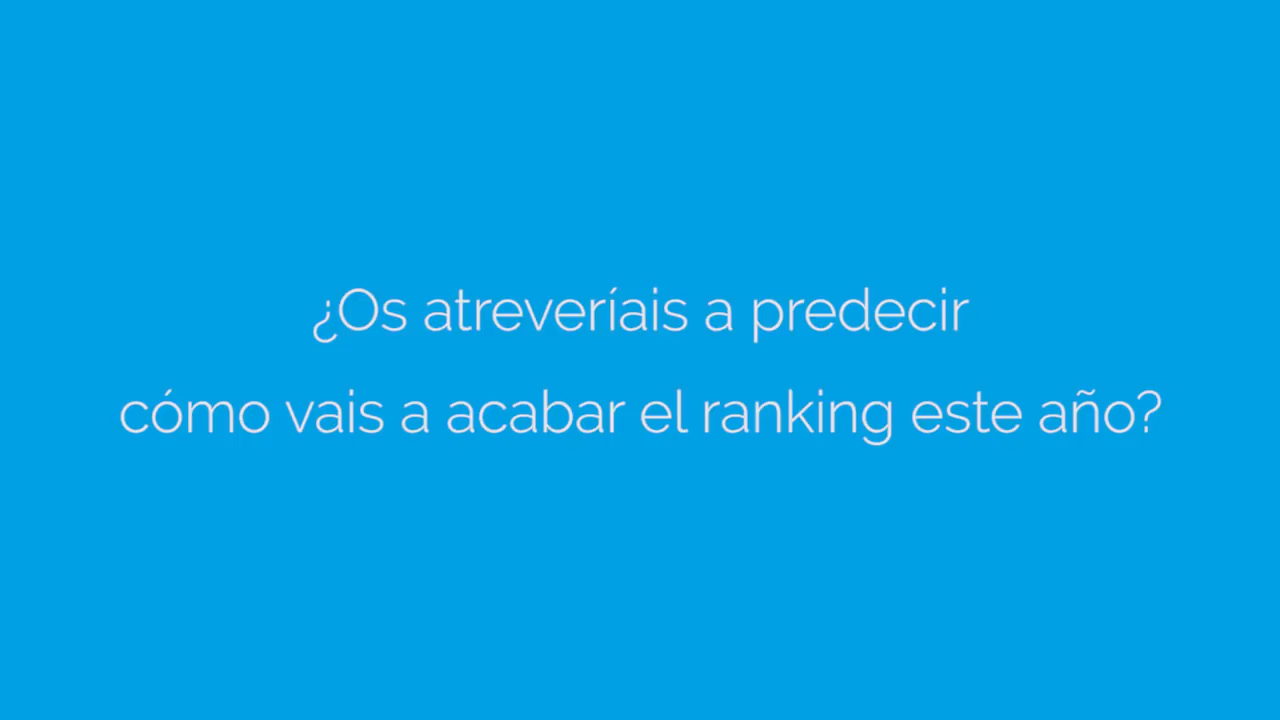 ¿Os atreveríais a predecir
cómo vais a acabar el ranking este año?